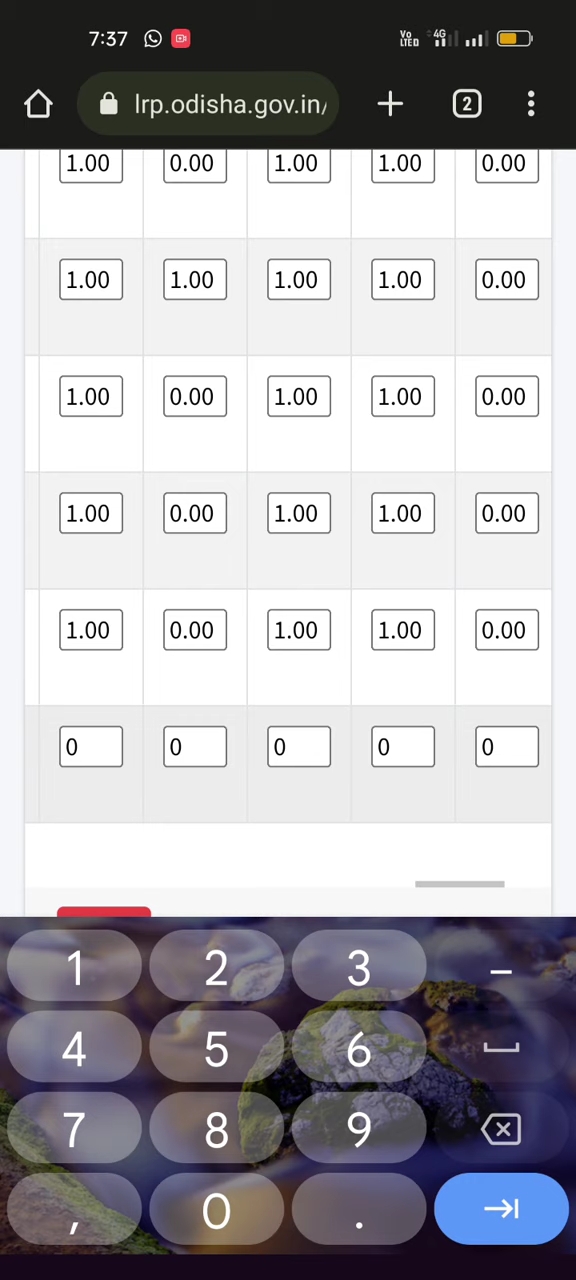 7:37 Vo LTED 4G
lrp.odisha.gov.in/ 2
1.00 0.00 1.00 1.00 0.00
1.00 1.00 1.00 1.00 0.00
1.00 0.00 1.00 1.00 0.00
1.00 0.00 1.00 1.00 0.00
1.00 0.00 1.00 1.00 0.00
0 0 0 0 0
1 2 3 –
4 5 6
7 8 9
, 0 .